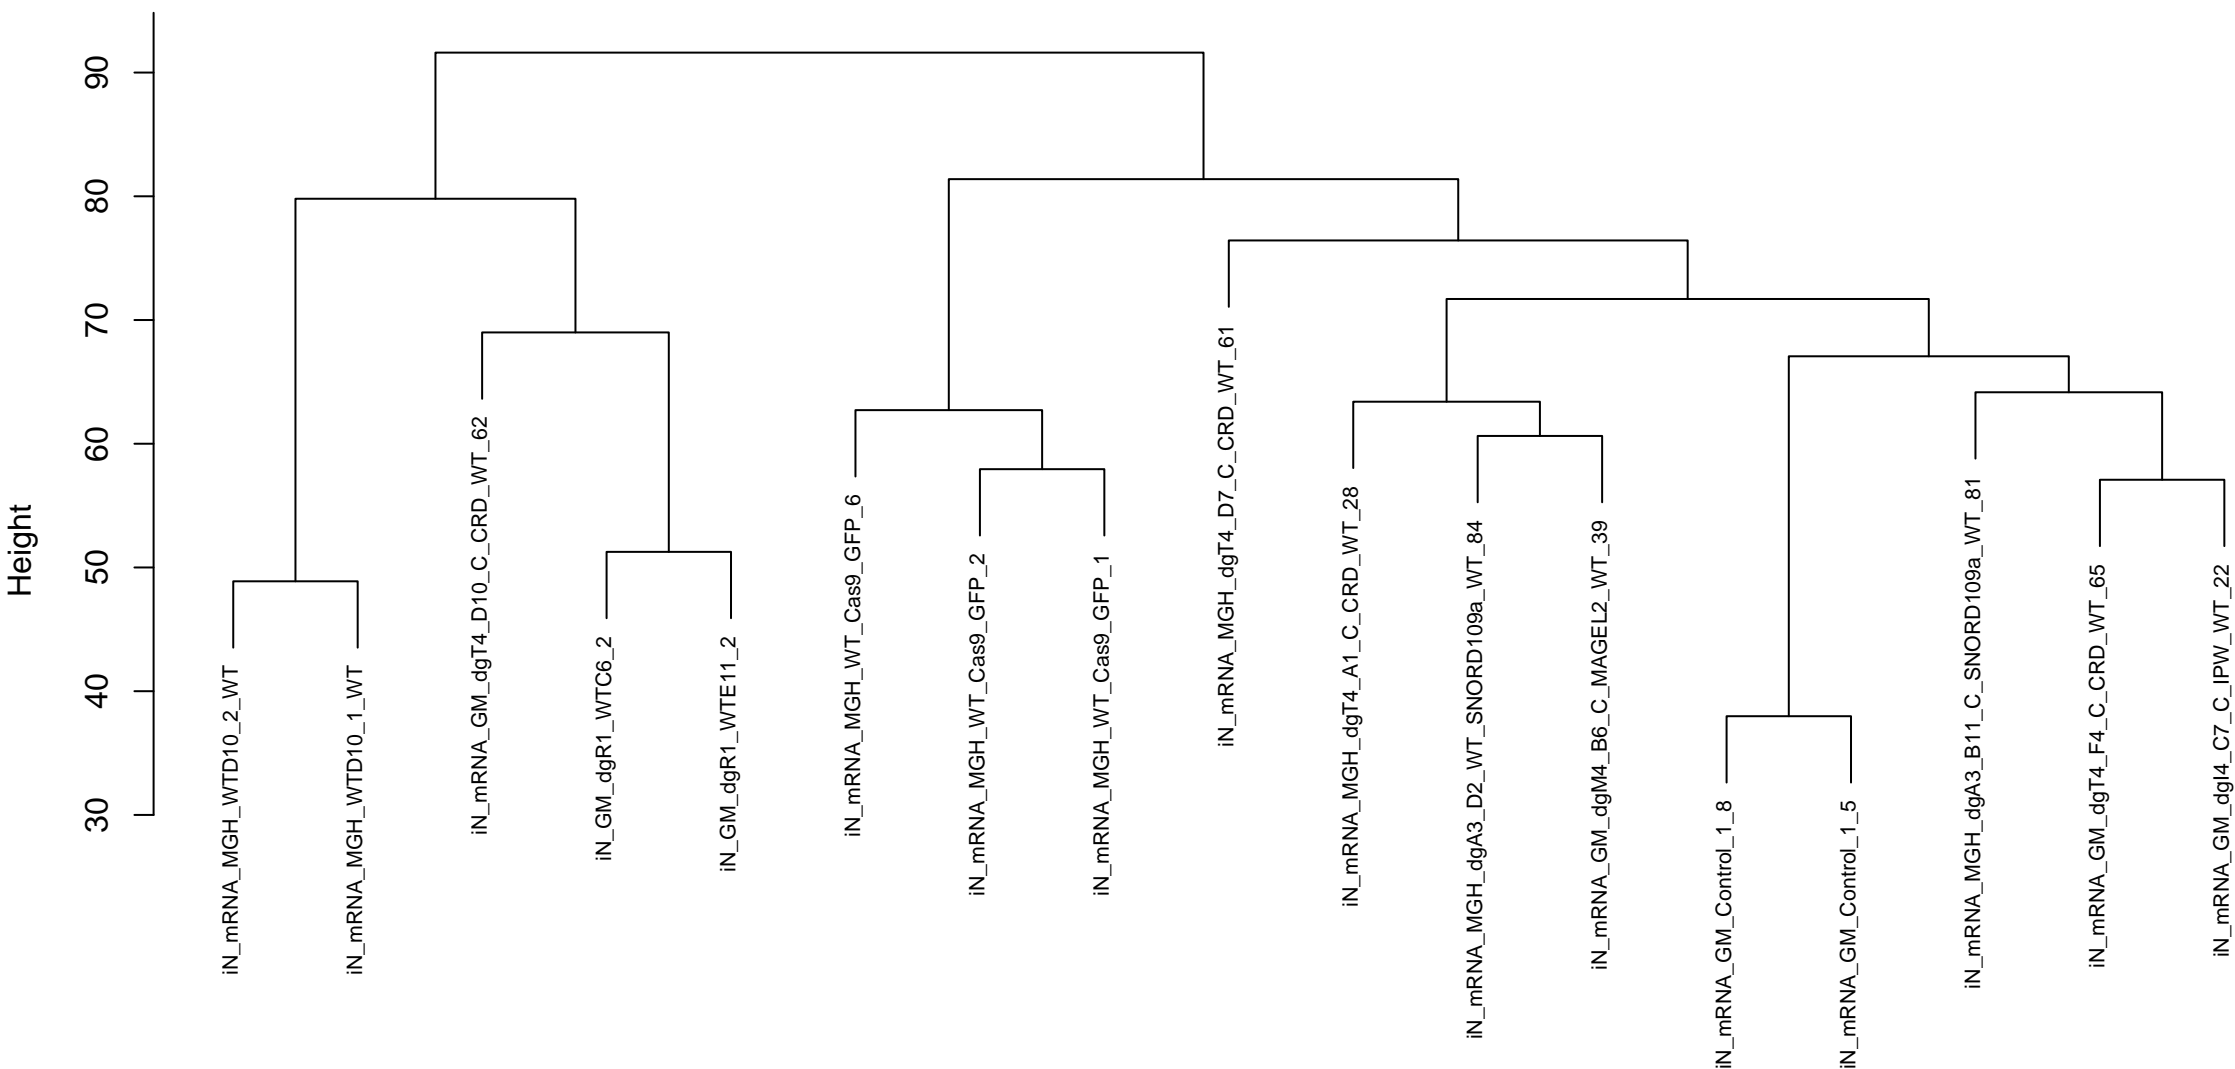 Height
90
80
70
60
50
40
30
iN_mRNA_MGH_WTD10_2_WT
iN_mRNA_MGH_WTD10_1_WT
iN_mRNA_GM_dgT4_D10_C_CRD_WT_62
iN_GM_dgR1_WTC6_2
iN_GM_dgR1_WTE11_2
iN_mRNA_MGH_WT_Cas9_GFP_6
iN_mRNA_MGH_WT_Cas9_GFP_2
iN_mRNA_MGH_WT_Cas9_GFP_1
iN_mRNA_MGH_dgT4_D7_C_CRD_WT_61
iN_mRNA_MGH_dgT4_A1_C_CRD_WT_28
iN_mRNA_MGH_dgA3_D2_WT_SNORD109a_WT_84
iN_mRNA_GM_dgM4_B6_C_MAGEL2_WT_39
iN_mRNA_GM_Control_1_8
iN_mRNA_GM_Control_1_5
iN_mRNA_MGH_dgA3_B11_C_SNORD109a_WT_81
iN_mRNA_GM_dgT4_F4_C_CRD_WT_65
iN_mRNA_GM_dgI4_C7_C_IPW_WT_22